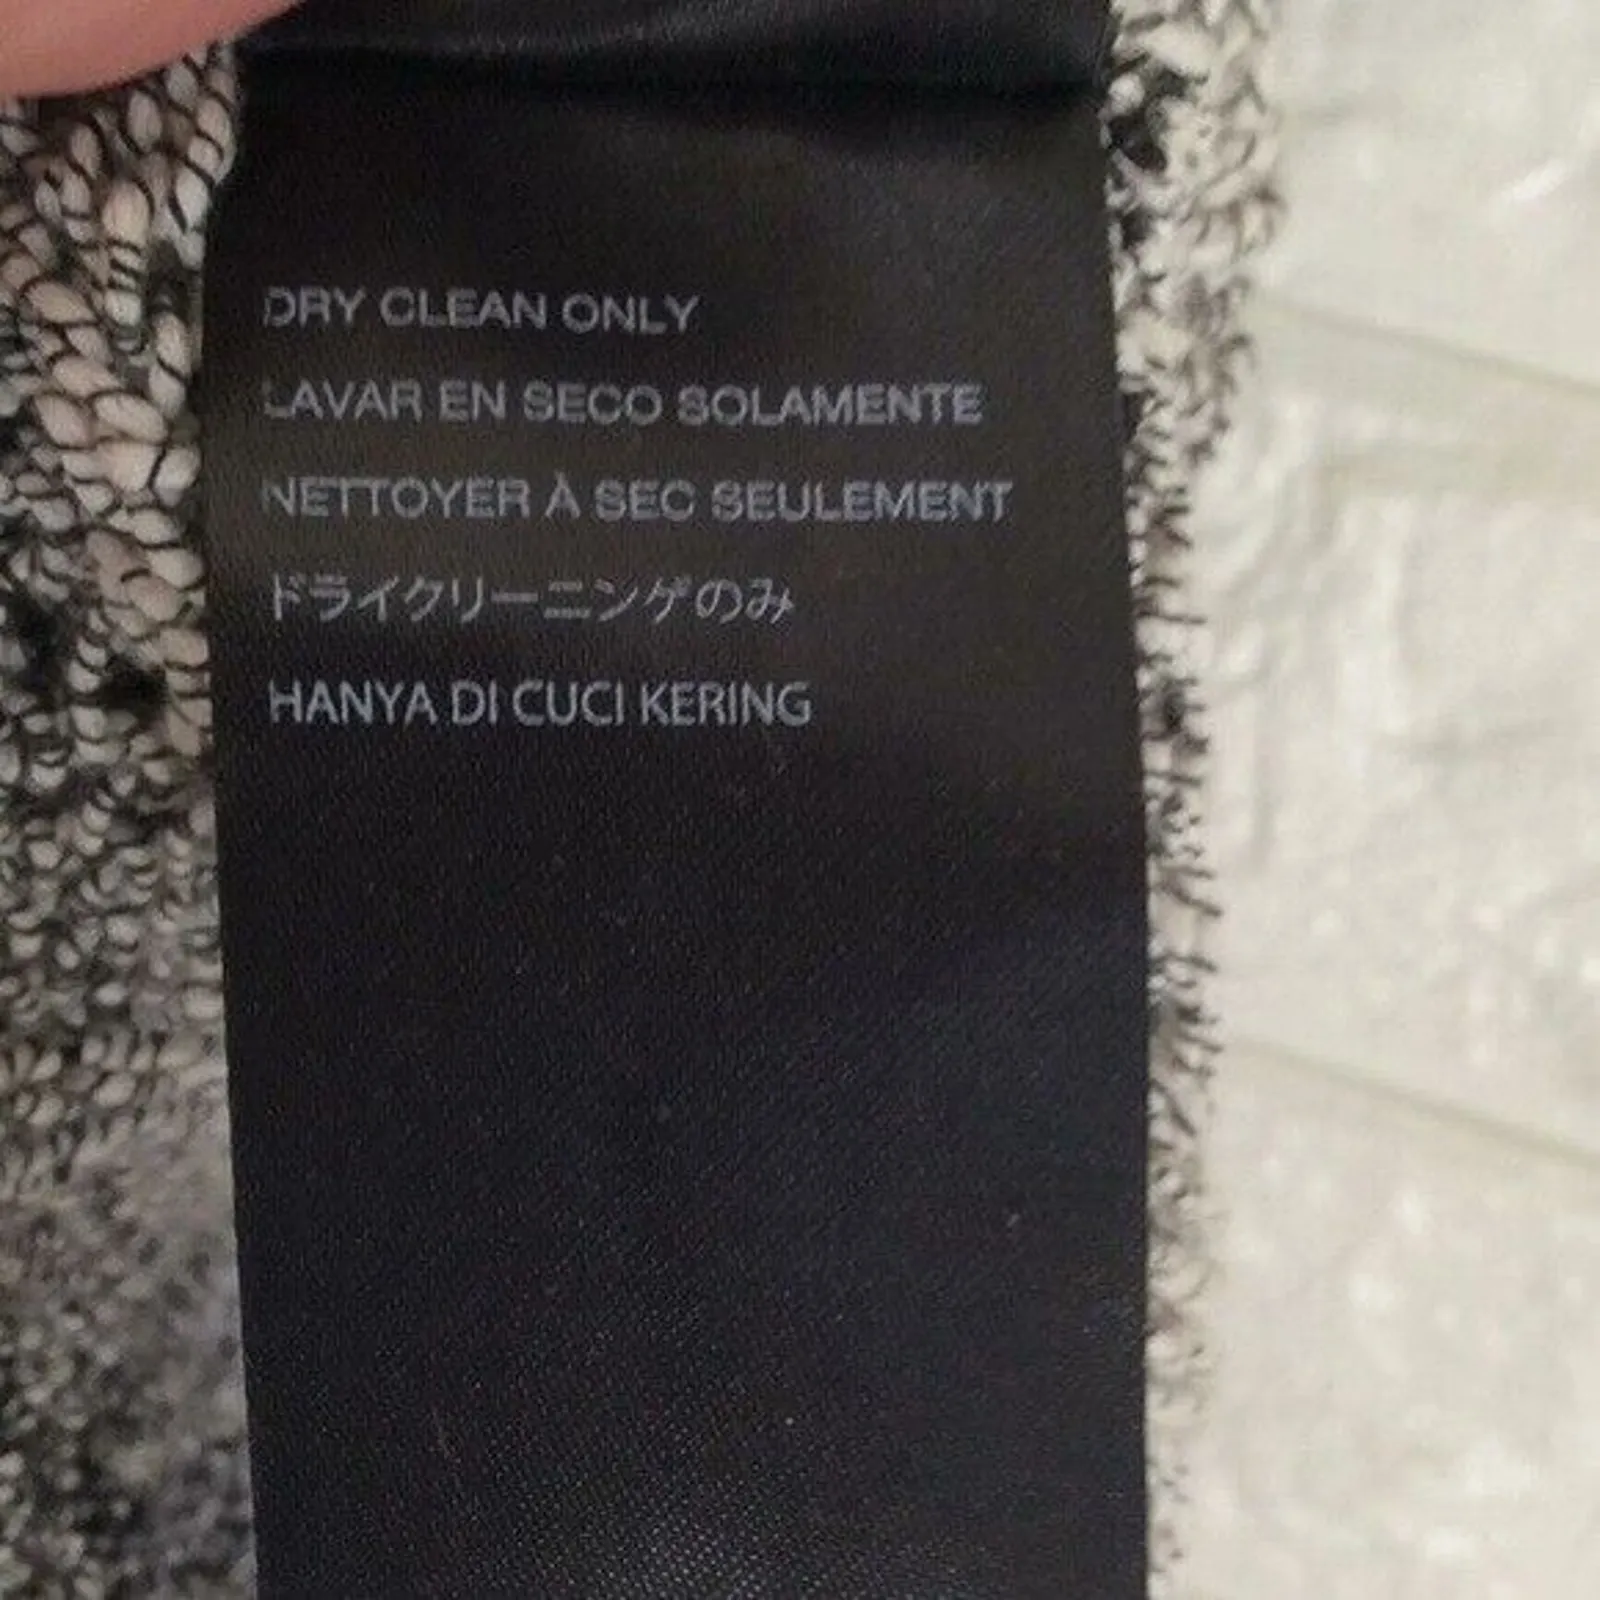 DRY CLEAN ONLY
LAVAR EN SECO SOLAMENTE
NETTOYER À SEC SEULEMENT
ドライクリーニングのみ
HANYA DI CUCI KERING